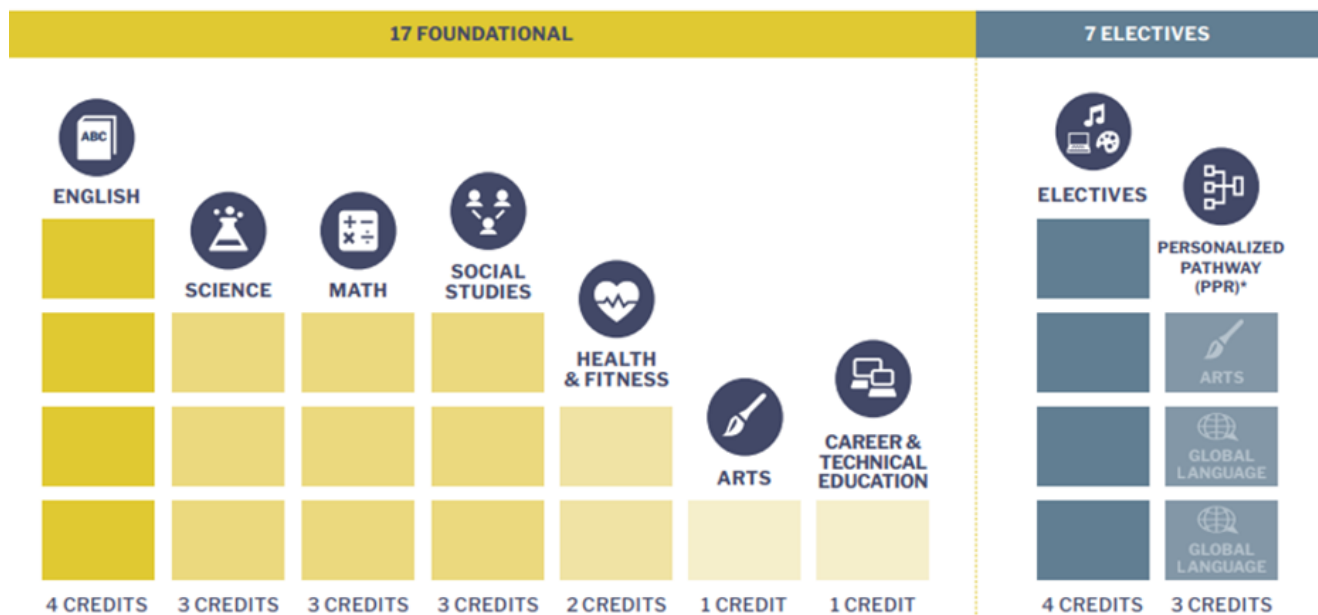 17 FOUNDATIONAL
7 ELECTIVES
ABC
ENGLISH
SCIENCE
MATH
SOCIAL
STUDIES
HEALTH
& FITNESS
ARTS
CAREER &
TECHNICAL
EDUCATION
ELECTIVES
PERSONALIZED
PATHWAY
(PPR)*
ARTS
GLOBAL
LANGUAGE
GLOBAL
LANGUAGE
4 CREDITS
3 CREDITS
3 CREDITS
3 CREDITS
2 CREDITS
1 CREDIT
1 CREDIT
4 CREDITS
3 CREDITS